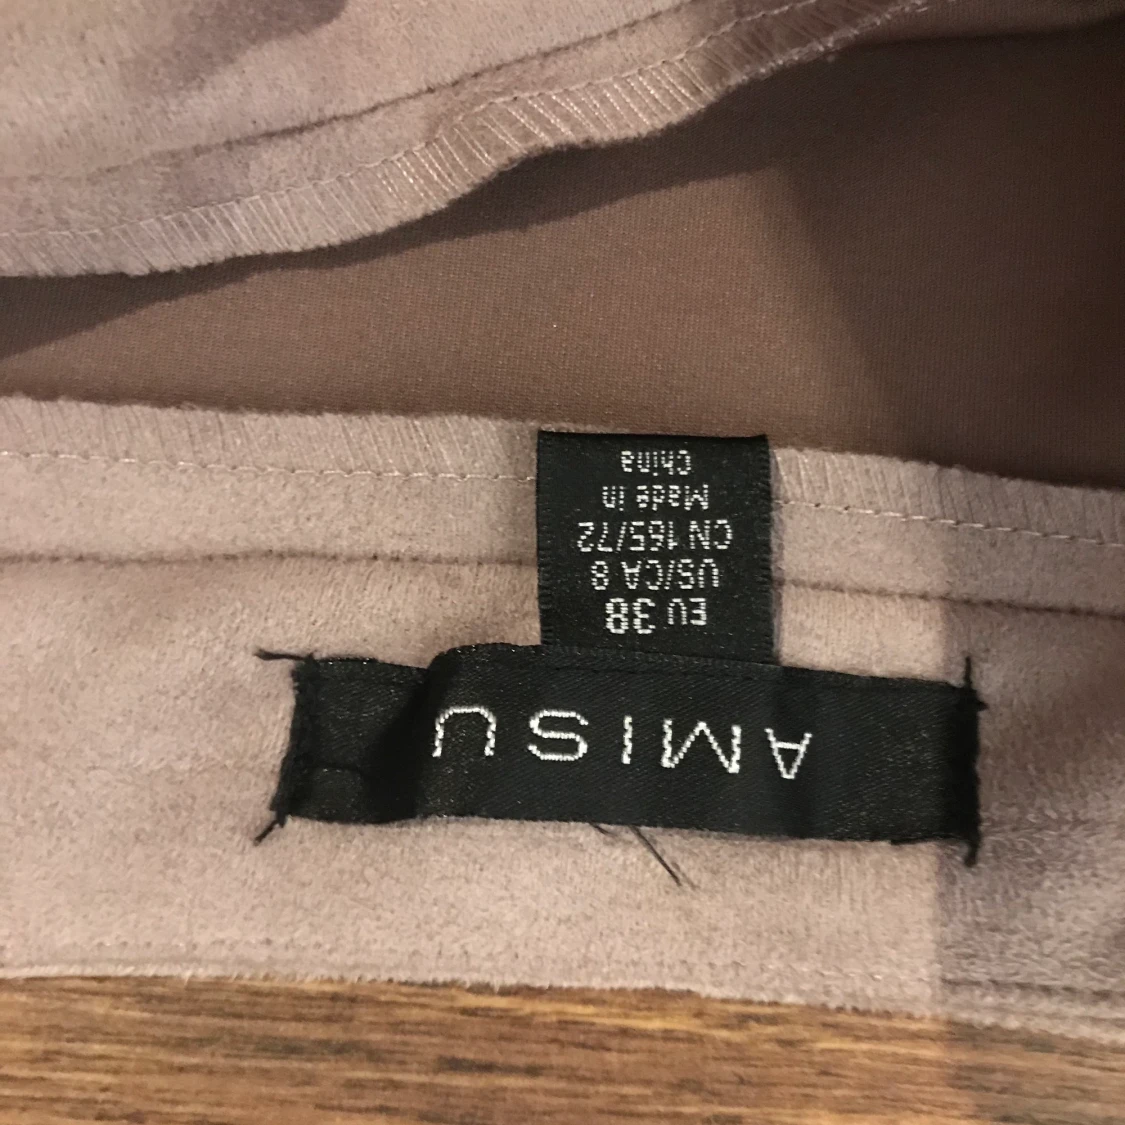 AMISU
EU 38
US/CA 8
CN 165/72
Made in
China